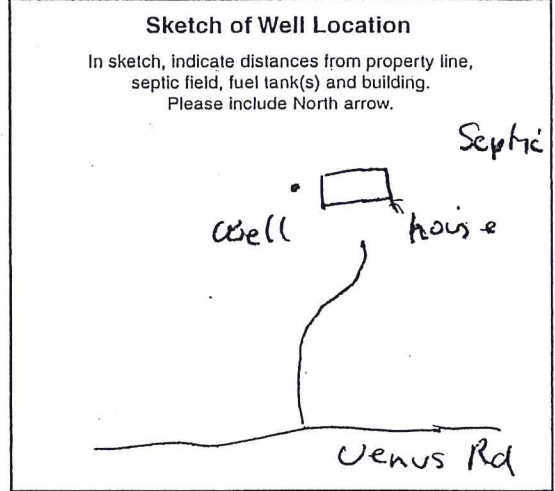 Sketch of Well Location
In sketch, indicate distances from property line,
septic field, fuel tank(s) and building.
Please include North arrow.
Septic
well
house
Venus Rd